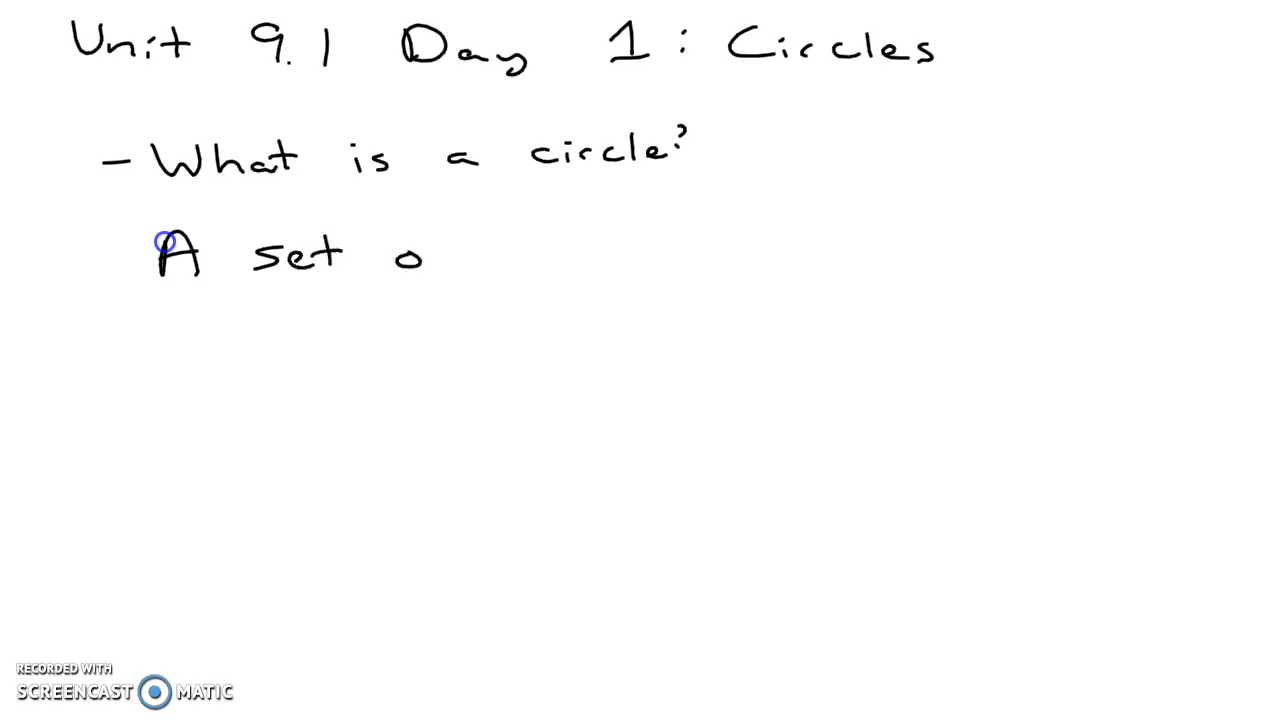 Unit 9.1 Day 1: Circles
- What is a circle?
A set o
RECORDED WITH
SCREENCAST MATIC